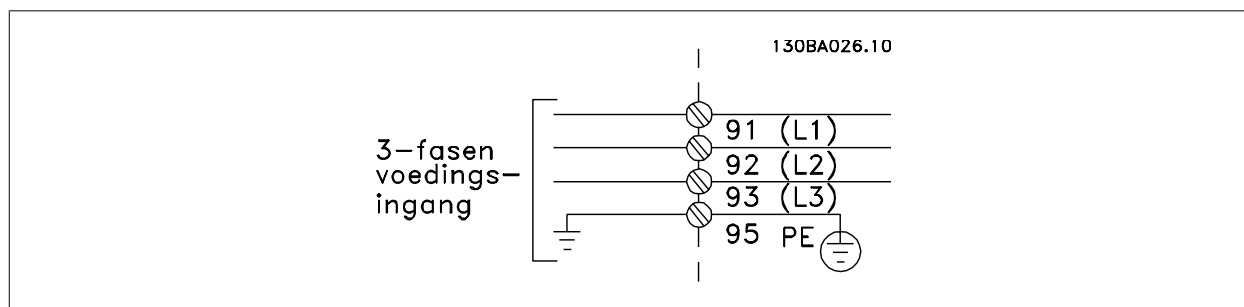 130BA026.10
3-fasen
voedings-
ingang
91 (L1)
92 (L2)
93 (L3)
95 PE